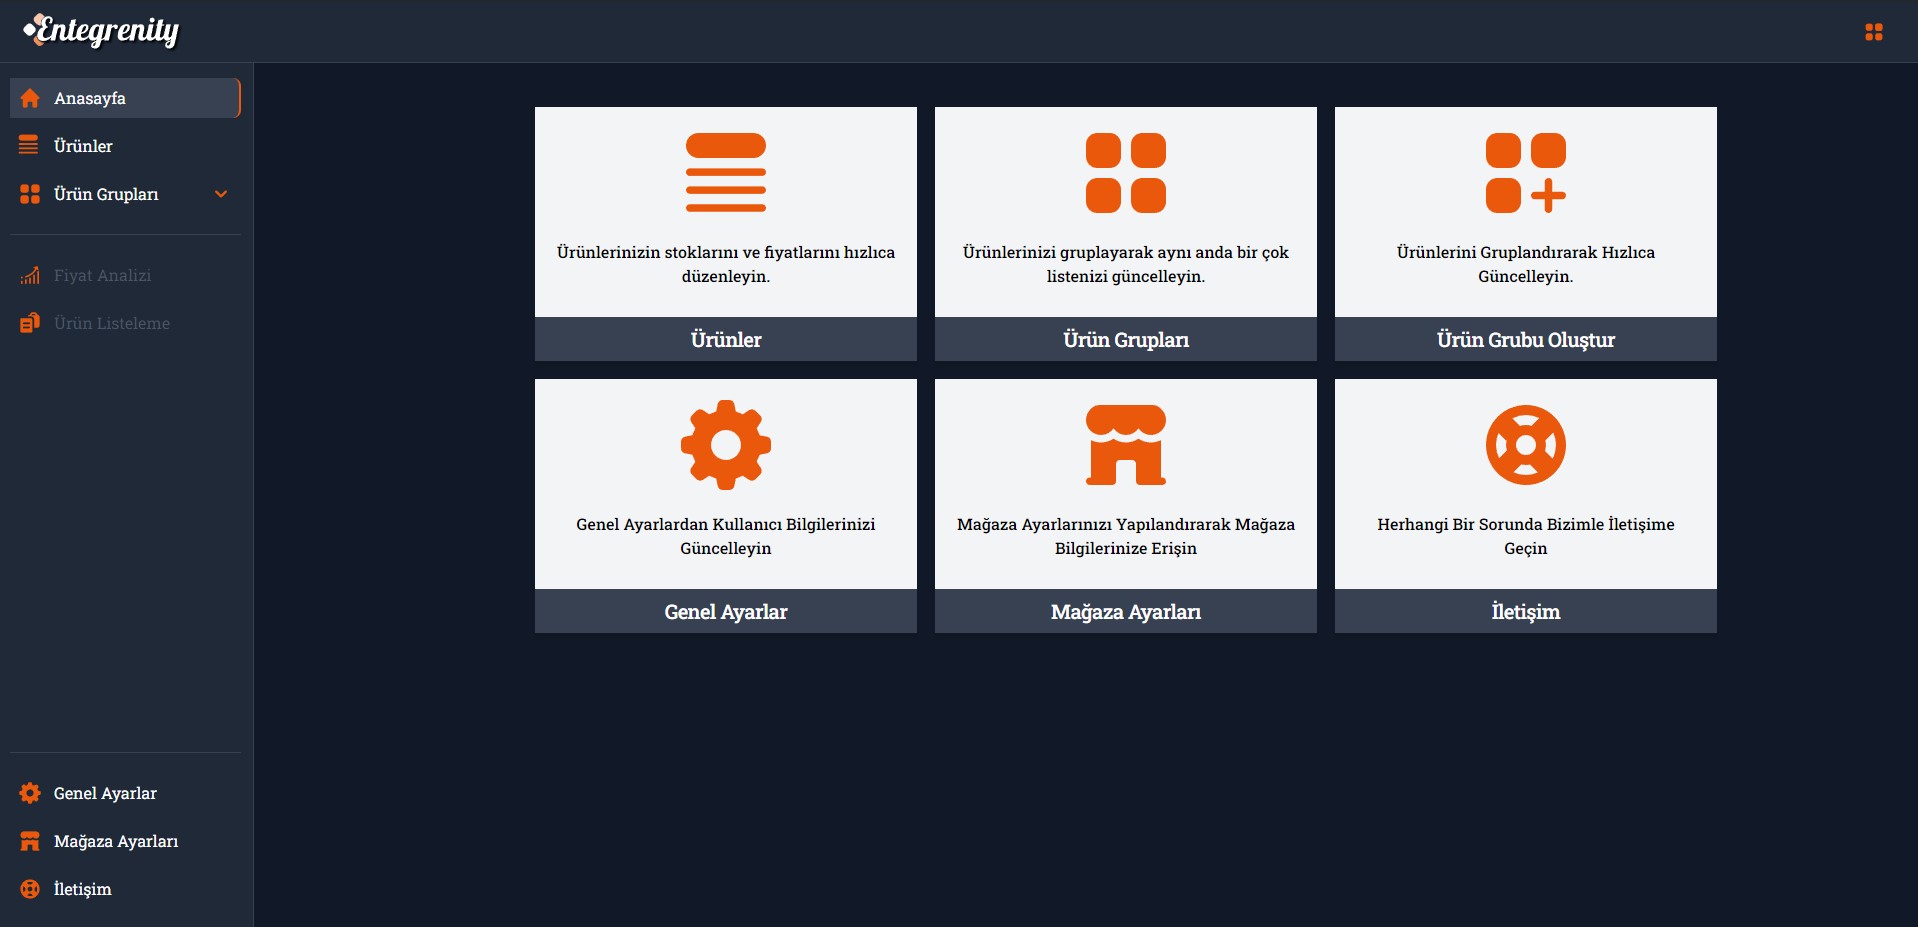 Entegrenity
Anasayfa
Ürünler
Ürün Grupları
Fiyat Analizi
Ürün Listeleme
Genel Ayarlar
Mağaza Ayarları
İletişim
Ürünlerinizin stoklarını ve fiyatlarını hızlıca
düzenleyin.
Ürünler
Ürünlerinizi gruplayarak aynı anda bir çok
listenizi güncelleyin.
Ürün Grupları
Ürünlerini Gruplandırarak Hızlıca
Güncelleyin.
Ürün Grubu Oluştur
Genel Ayarlardan Kullanıcı Bilgilerinizi
Güncelleyin
Genel Ayarlar
Mağaza Ayarlarınızı Yapılandırarak Mağaza
Bilgilerinize Erişin
Mağaza Ayarları
Herhangi Bir Sorunda Bizimle İletişime
Geçin
İletişim